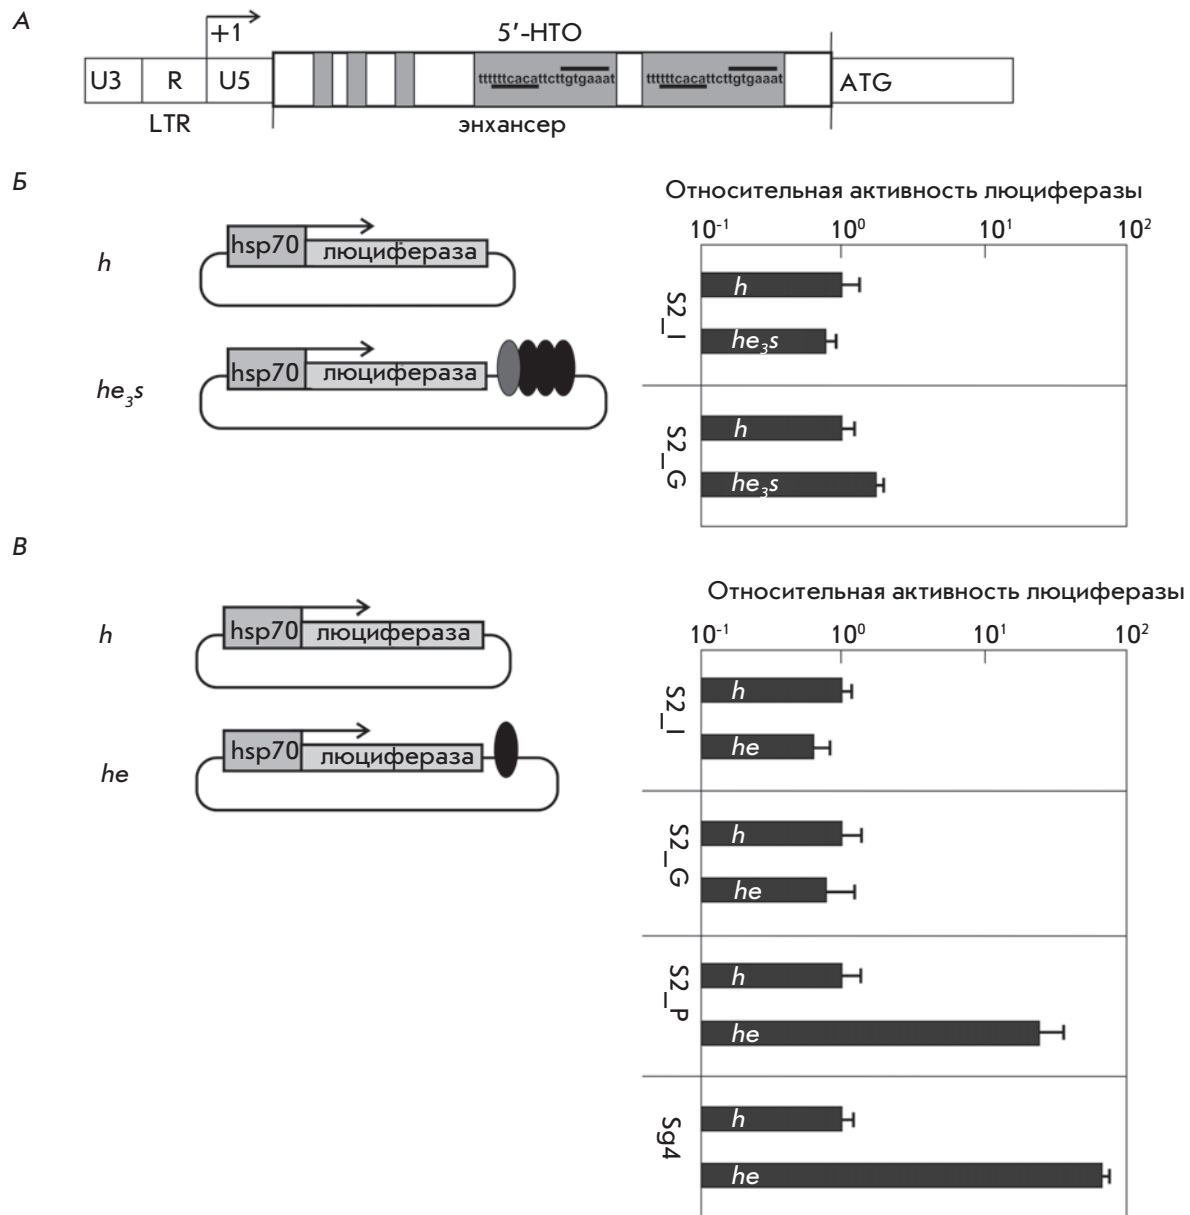 А
+1
5′-НТО
U3 R U5 ttttttcacattcttgtgaaat ttttttcacattcttgtgaaat ATG
LTR
энхансер
Б
Относительная активность люциферазы
10⁻¹ 10⁰ 10¹ 10²
h
hsp70
люцифераза
he₃s
hsp70
люцифераза
S2_I
h
he₃s
S2_G
h
he₃s
В
Относительная активность люциферазы
10⁻¹ 10⁰ 10¹ 10²
h
hsp70
люцифераза
he
hsp70
люцифераза
S2_I
h
he
S2_G
h
he
S2_P
h
he
Sg4
h
he